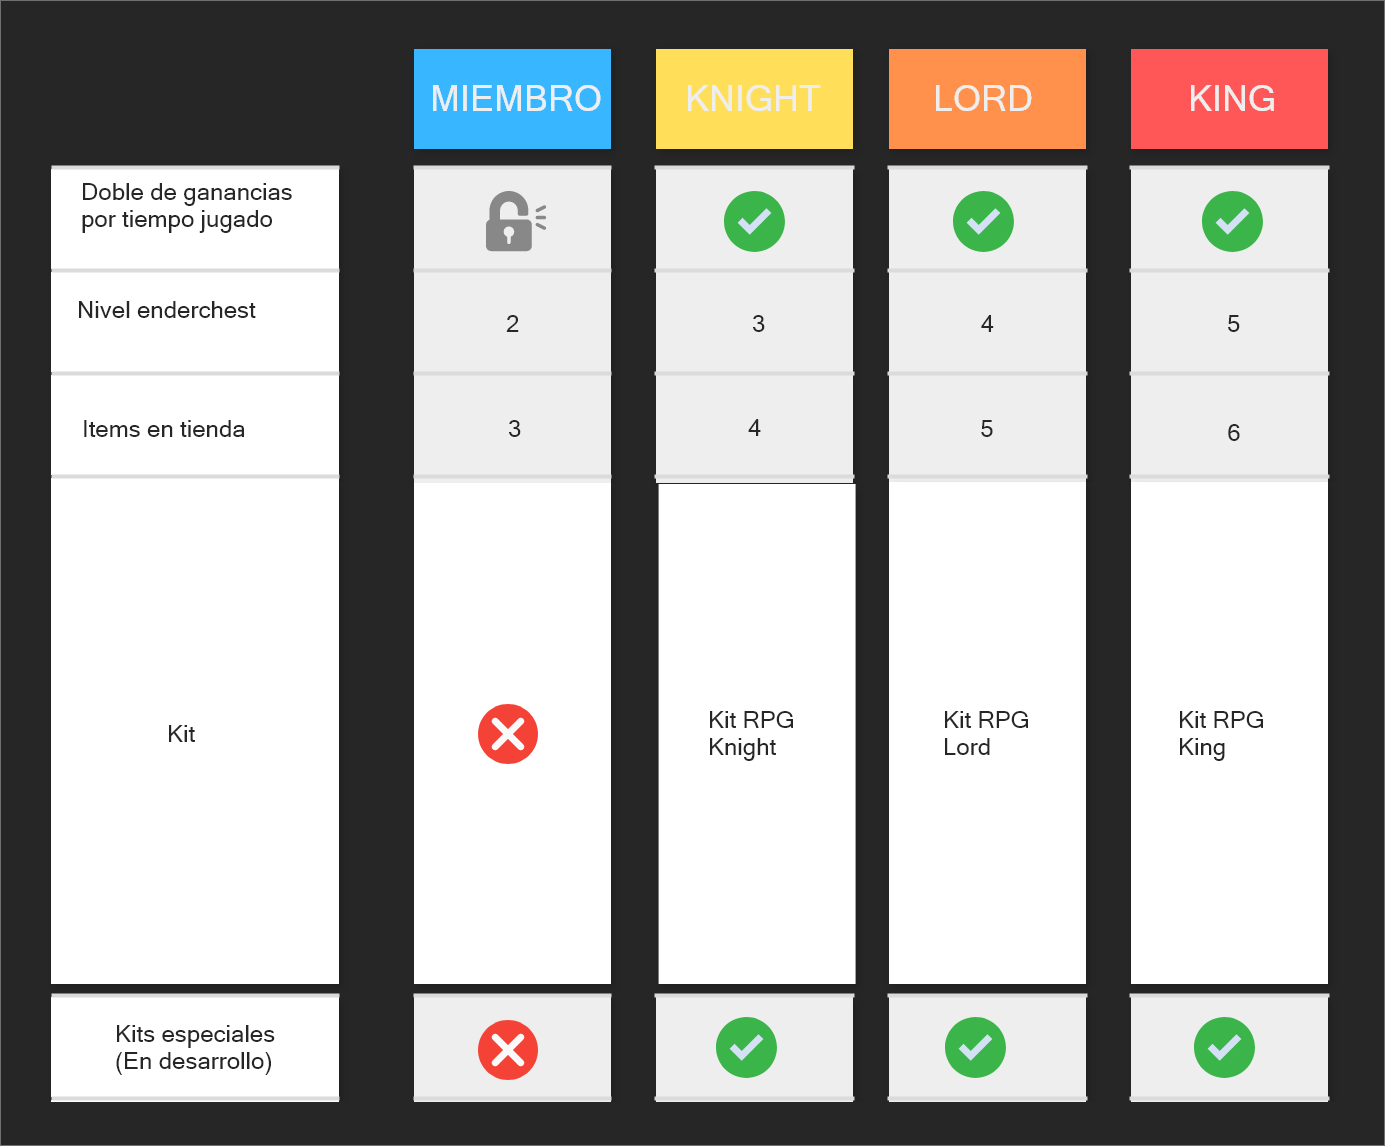 MIEMBRO KNIGHT LORD KING
Doble de ganancias
por tiempo jugado
Nivel enderchest 2 3 4 5
Items en tienda 3 4 5 6
Kit
Kit RPG
Knight
Kit RPG
Lord
Kit RPG
King
Kits especiales
(En desarrollo)